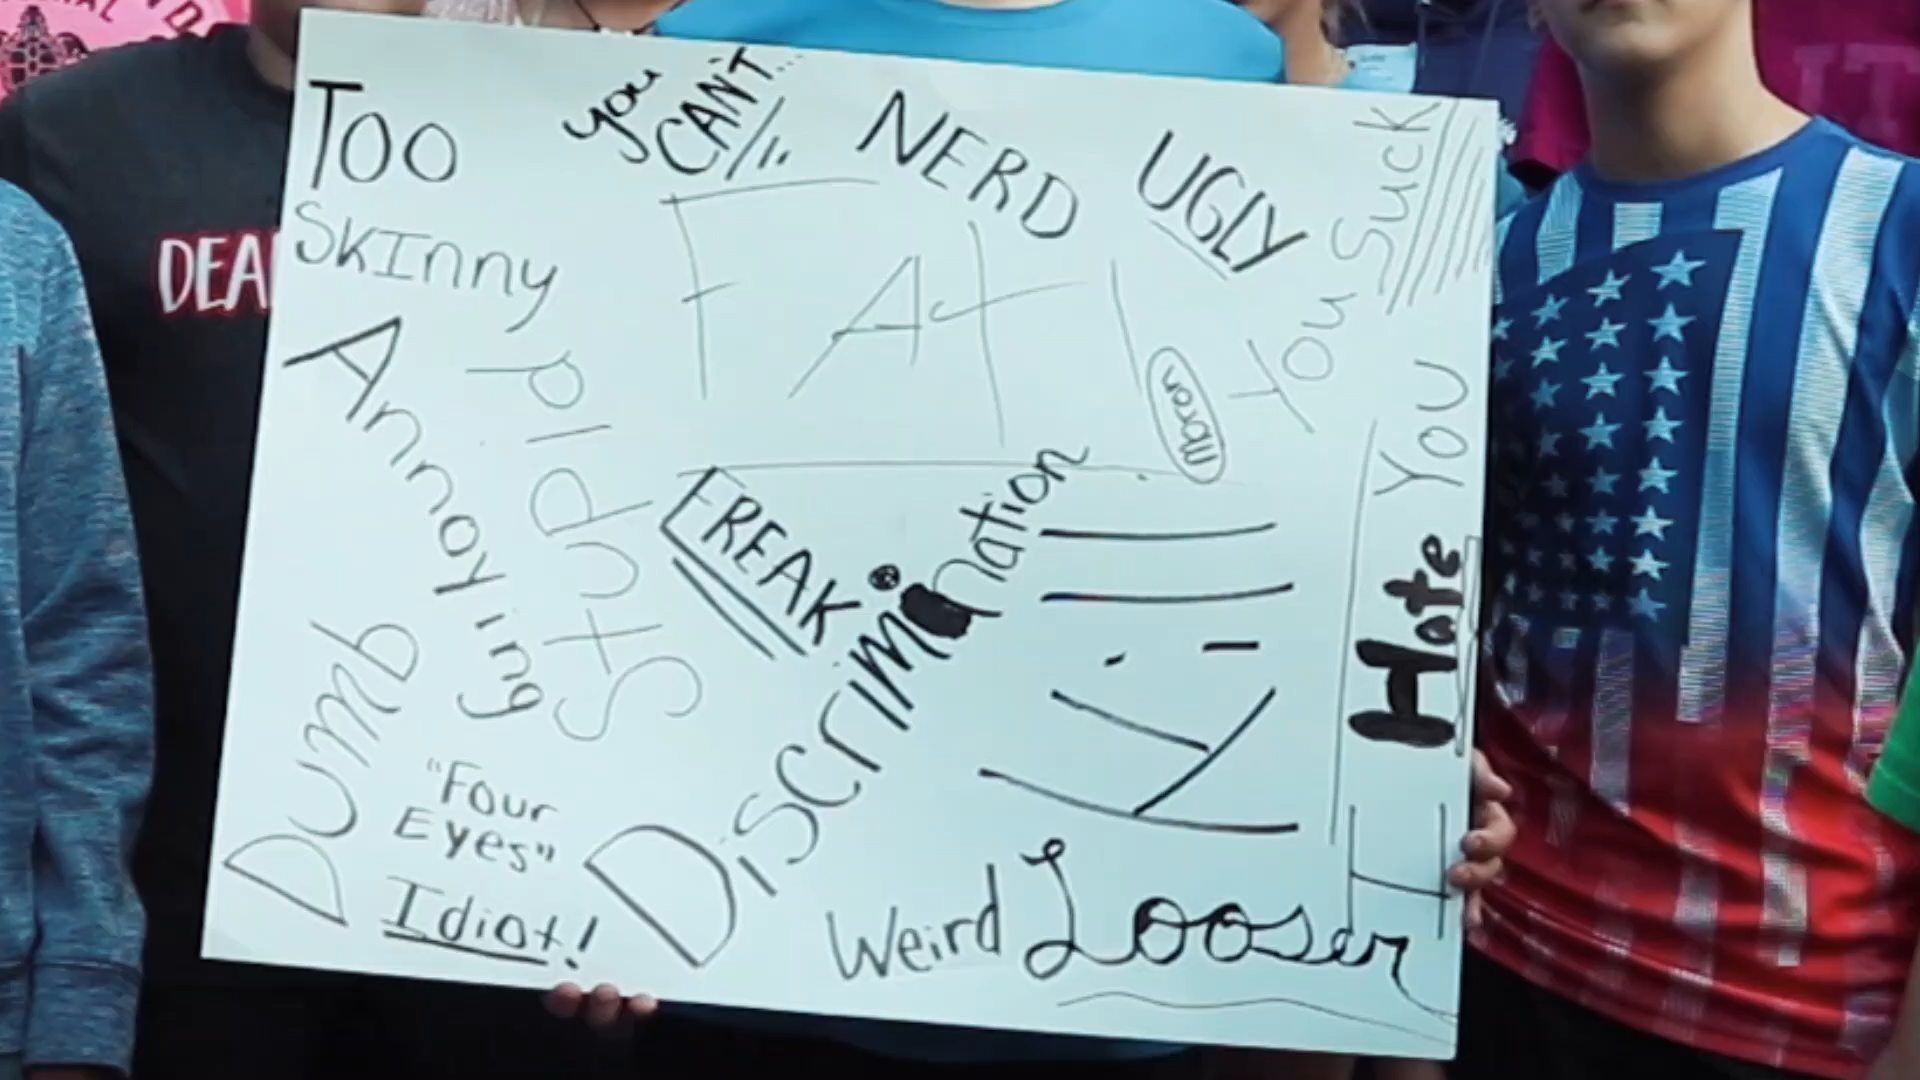 TOO
SKInny
you
CAN'T...
NERD
UGLY
You Suck
FAT
Moron
Annoying
STUPID
FREAK
Discrimination
I Hate You
Dumb
"Four
Eyes"
Idiot!
Weird
Looser
DEA